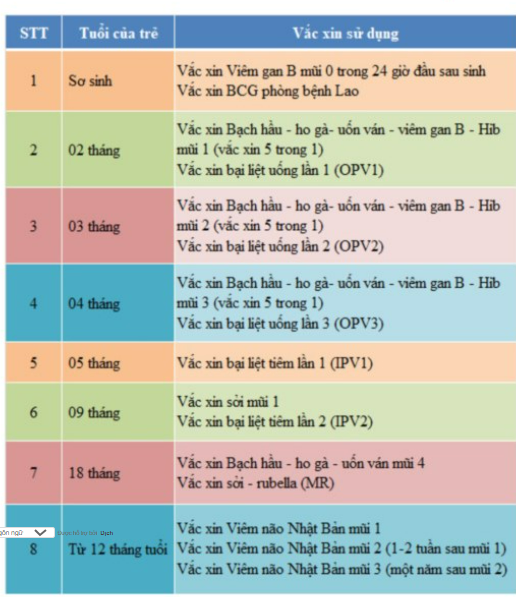 STT Tuổi của trẻ Vắc xin sử dụng
1 Sơ sinh Vắc xin Viêm gan B mũi 0 trong 24 giờ đầu sau sinh
Vắc xin BCG phòng bệnh Lao
2 02 tháng Vắc xin Bạch hầu - ho gà- uốn ván - viêm gan B - Hib
mũi 1 (vắc xin 5 trong 1)
Vắc xin bại liệt uống lần 1 (OPV1)
3 03 tháng Vắc xin Bạch hầu - ho gà- uốn ván - viêm gan B - Hib
mũi 2 (vắc xin 5 trong 1)
Vắc xin bại liệt uống lần 2 (OPV2)
4 04 tháng Vắc xin Bạch hầu - ho gà- uốn ván - viêm gan B - Hib
mũi 3 (vắc xin 5 trong 1)
Vắc xin bại liệt uống lần 3 (OPV3)
5 05 tháng Vắc xin bại liệt tiêm lần 1 (IPV1)
6 09 tháng Vắc xin sởi mũi 1
Vắc xin bại liệt tiêm lần 2 (IPV2)
7 18 tháng Vắc xin Bạch hầu - ho gà - uốn ván mũi 4
Vắc xin sởi - rubella (MR)
ngôn ngữ Được hỗ trợ bởi Dịch
8 Từ 12 tháng tuổi Vắc xin Viêm não Nhật Bản mũi 1
Vắc xin Viêm não Nhật Bản mũi 2 (1-2 tuần sau mũi 1)
Vắc xin Viêm não Nhật Bản mũi 3 (một năm sau mũi 2)